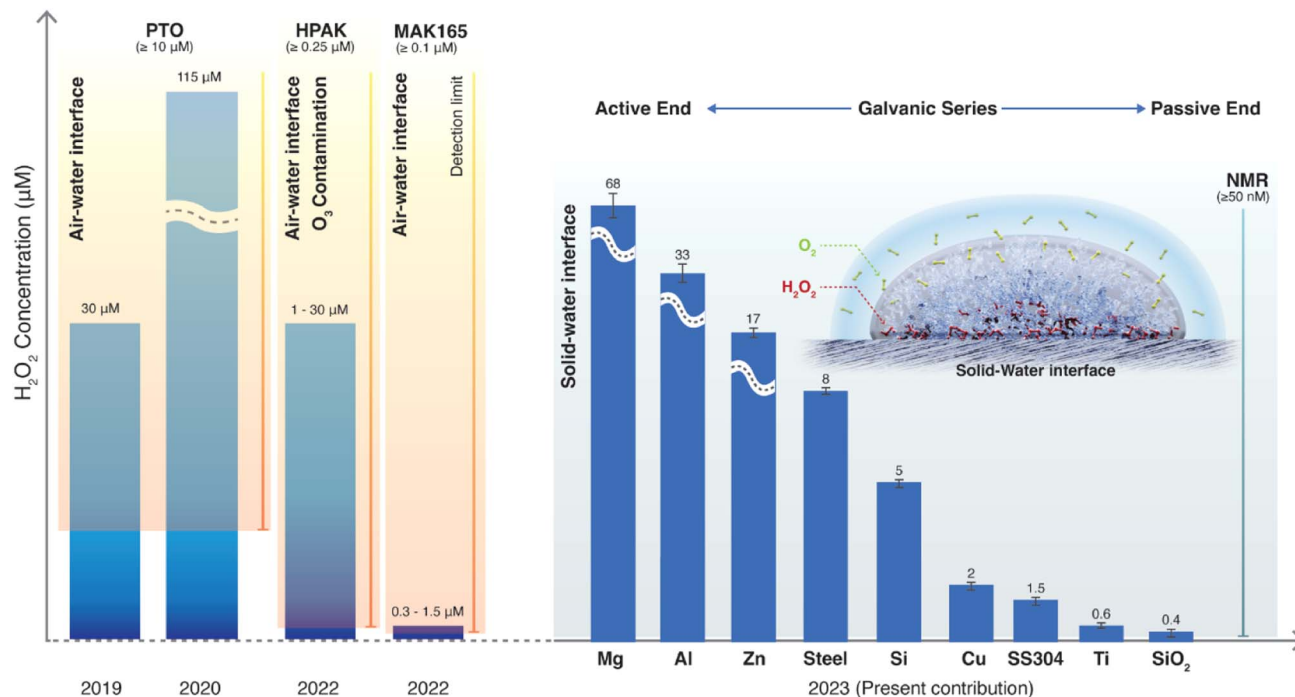 H₂O₂ Concentration (µM)
PTO
(≥ 10 µM)
HPAK
(≥ 0.25 µM)
MAK165
(≥ 0.1 µM)
Air-water interface
115 µM
30 µM
Air-water interface
O₃ Contamination
1 - 30 µM
Air-water interface
Detection limit
0.3 - 1.5 µM
2019
2020
2022
2022
Active End
Galvanic Series
Passive End
Solid-water interface
68
33
17
8
5
2
1.5
0.6
0.4
NMR
(≥50 nM)
O₂
H₂O₂
Solid-Water interface
Mg
Al
Zn
Steel
Si
Cu
SS304
Ti
SiO₂
2023 (Present contribution)